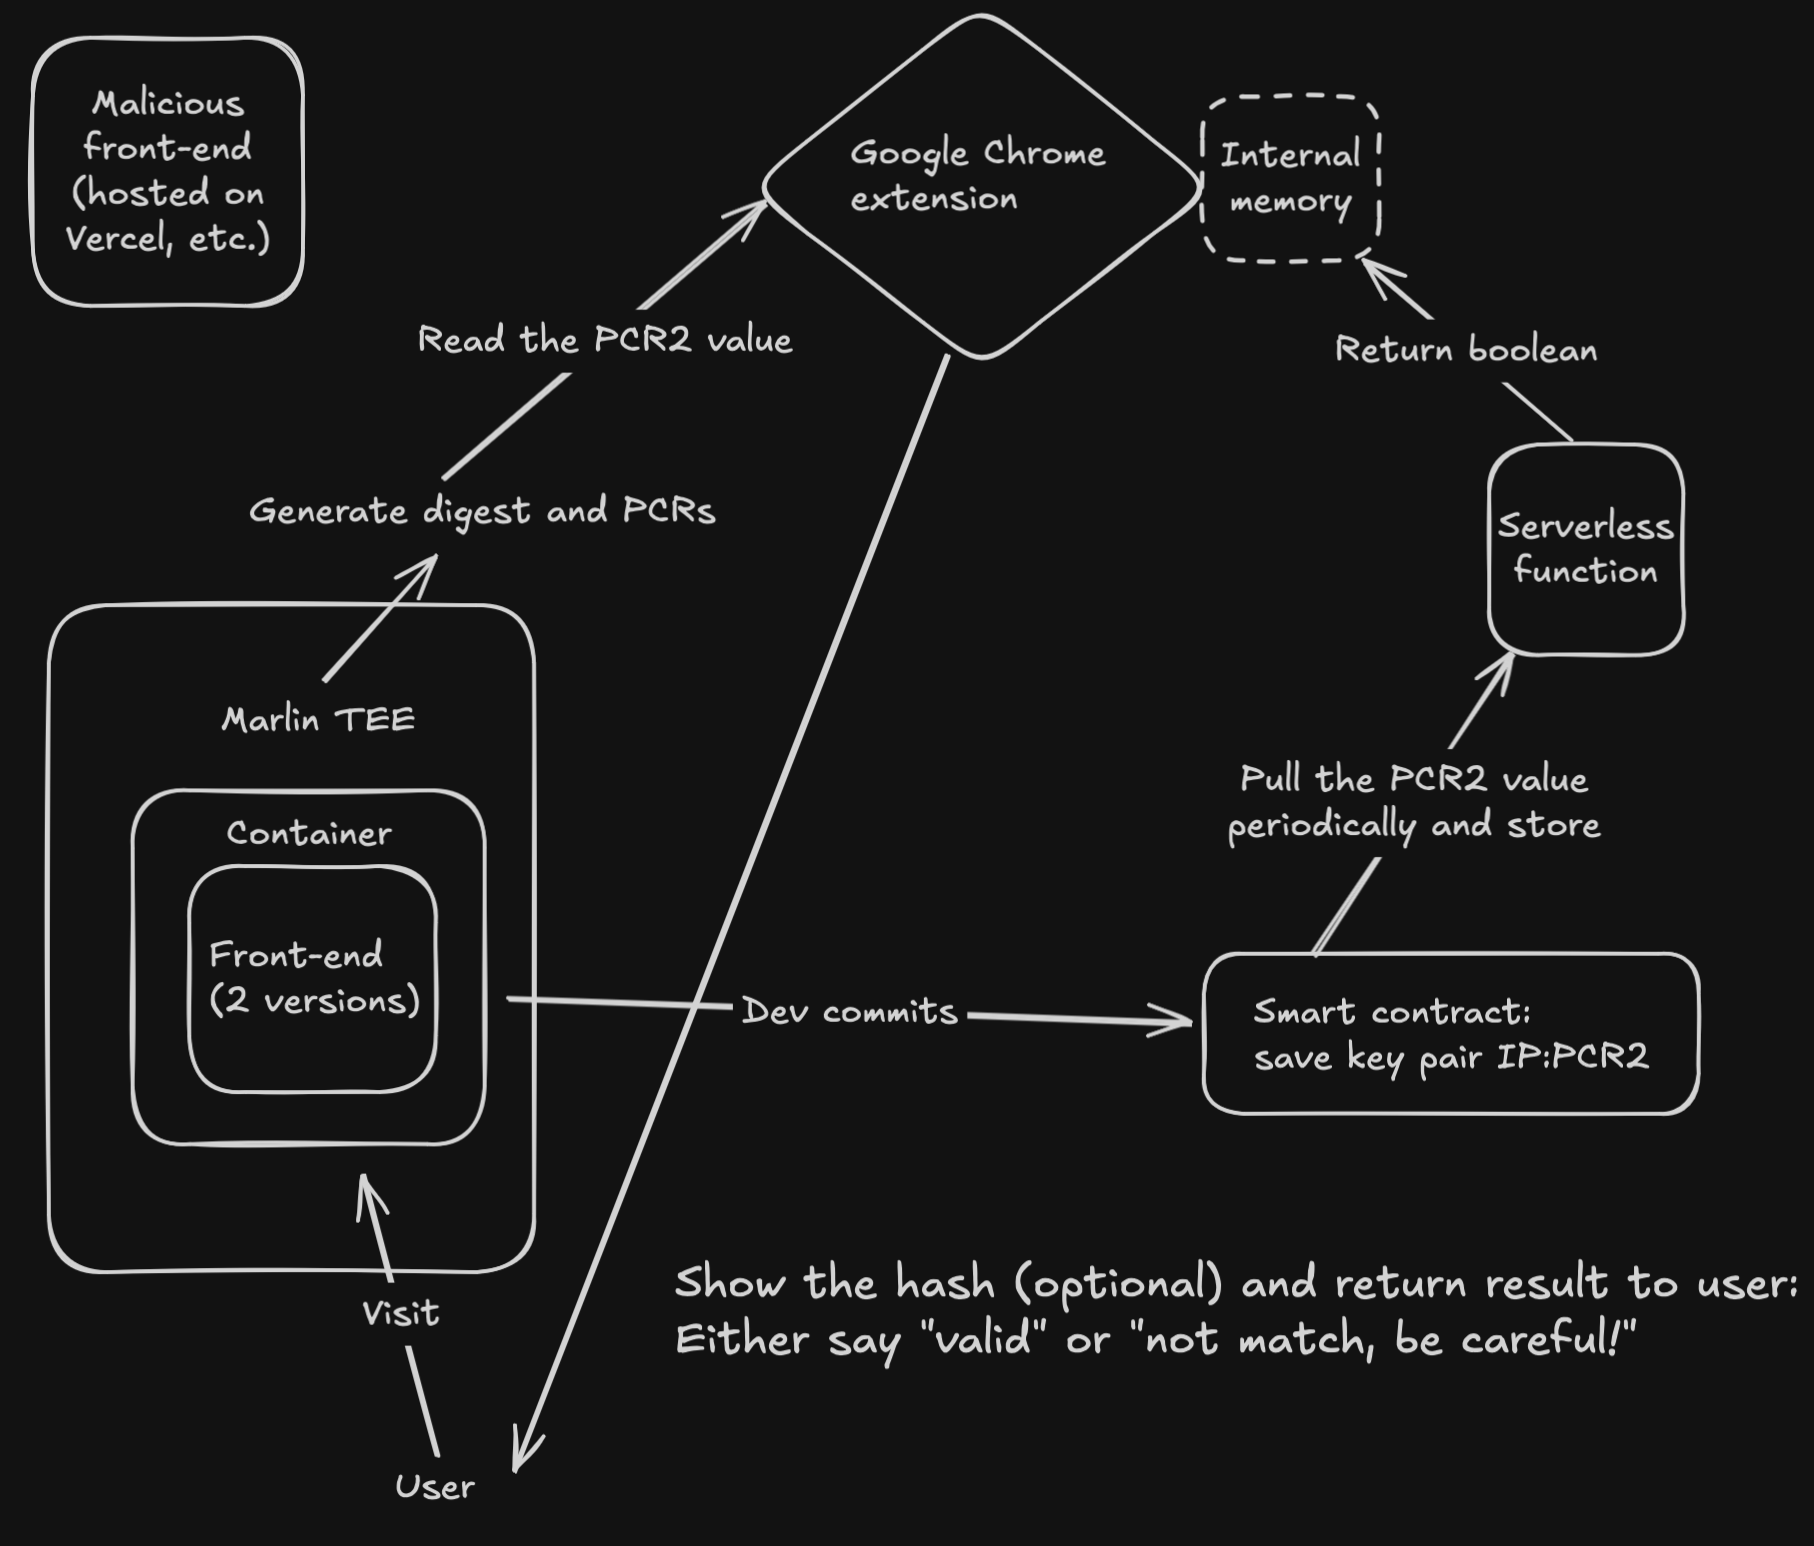 Malicious
front-end
(hosted on
Vercel, etc.)
Google Chrome
extension
Internal
memory
Read the PCR2 value
Return boolean
Generate digest and PCRs
Serverless
function
Marlin TEE
Pull the PCR2 value
periodically and store
Container
Front-end
(2 versions)
Dev commits
Smart contract:
save key pair IP:PCR2
Visit
Show the hash (optional) and return result to user:
Either say "valid" or "not match, be careful!"
User